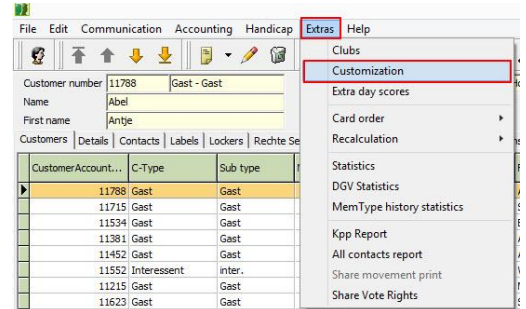 File Edit Communication Accounting Handicap Extras Help
Customer number 11788 Gast - Gast
Name Abel
First name Antje
Customers Details Contacts Labels Lockers Rechte Se
CustomerAccount... C-Type Sub type
11788 Gast Gast
11715 Gast Gast
11534 Gast Gast
11381 Gast Gast
11452 Gast Gast
11552 Interessent inter.
11215 Gast Gast
11623 Gast Gast
Clubs
Customization
Extra day scores
Card order
Recalculation
Statistics
DGV Statistics
MemType history statistics
Kpp Report
All contacts report
Share movement print
Share Vote Rights